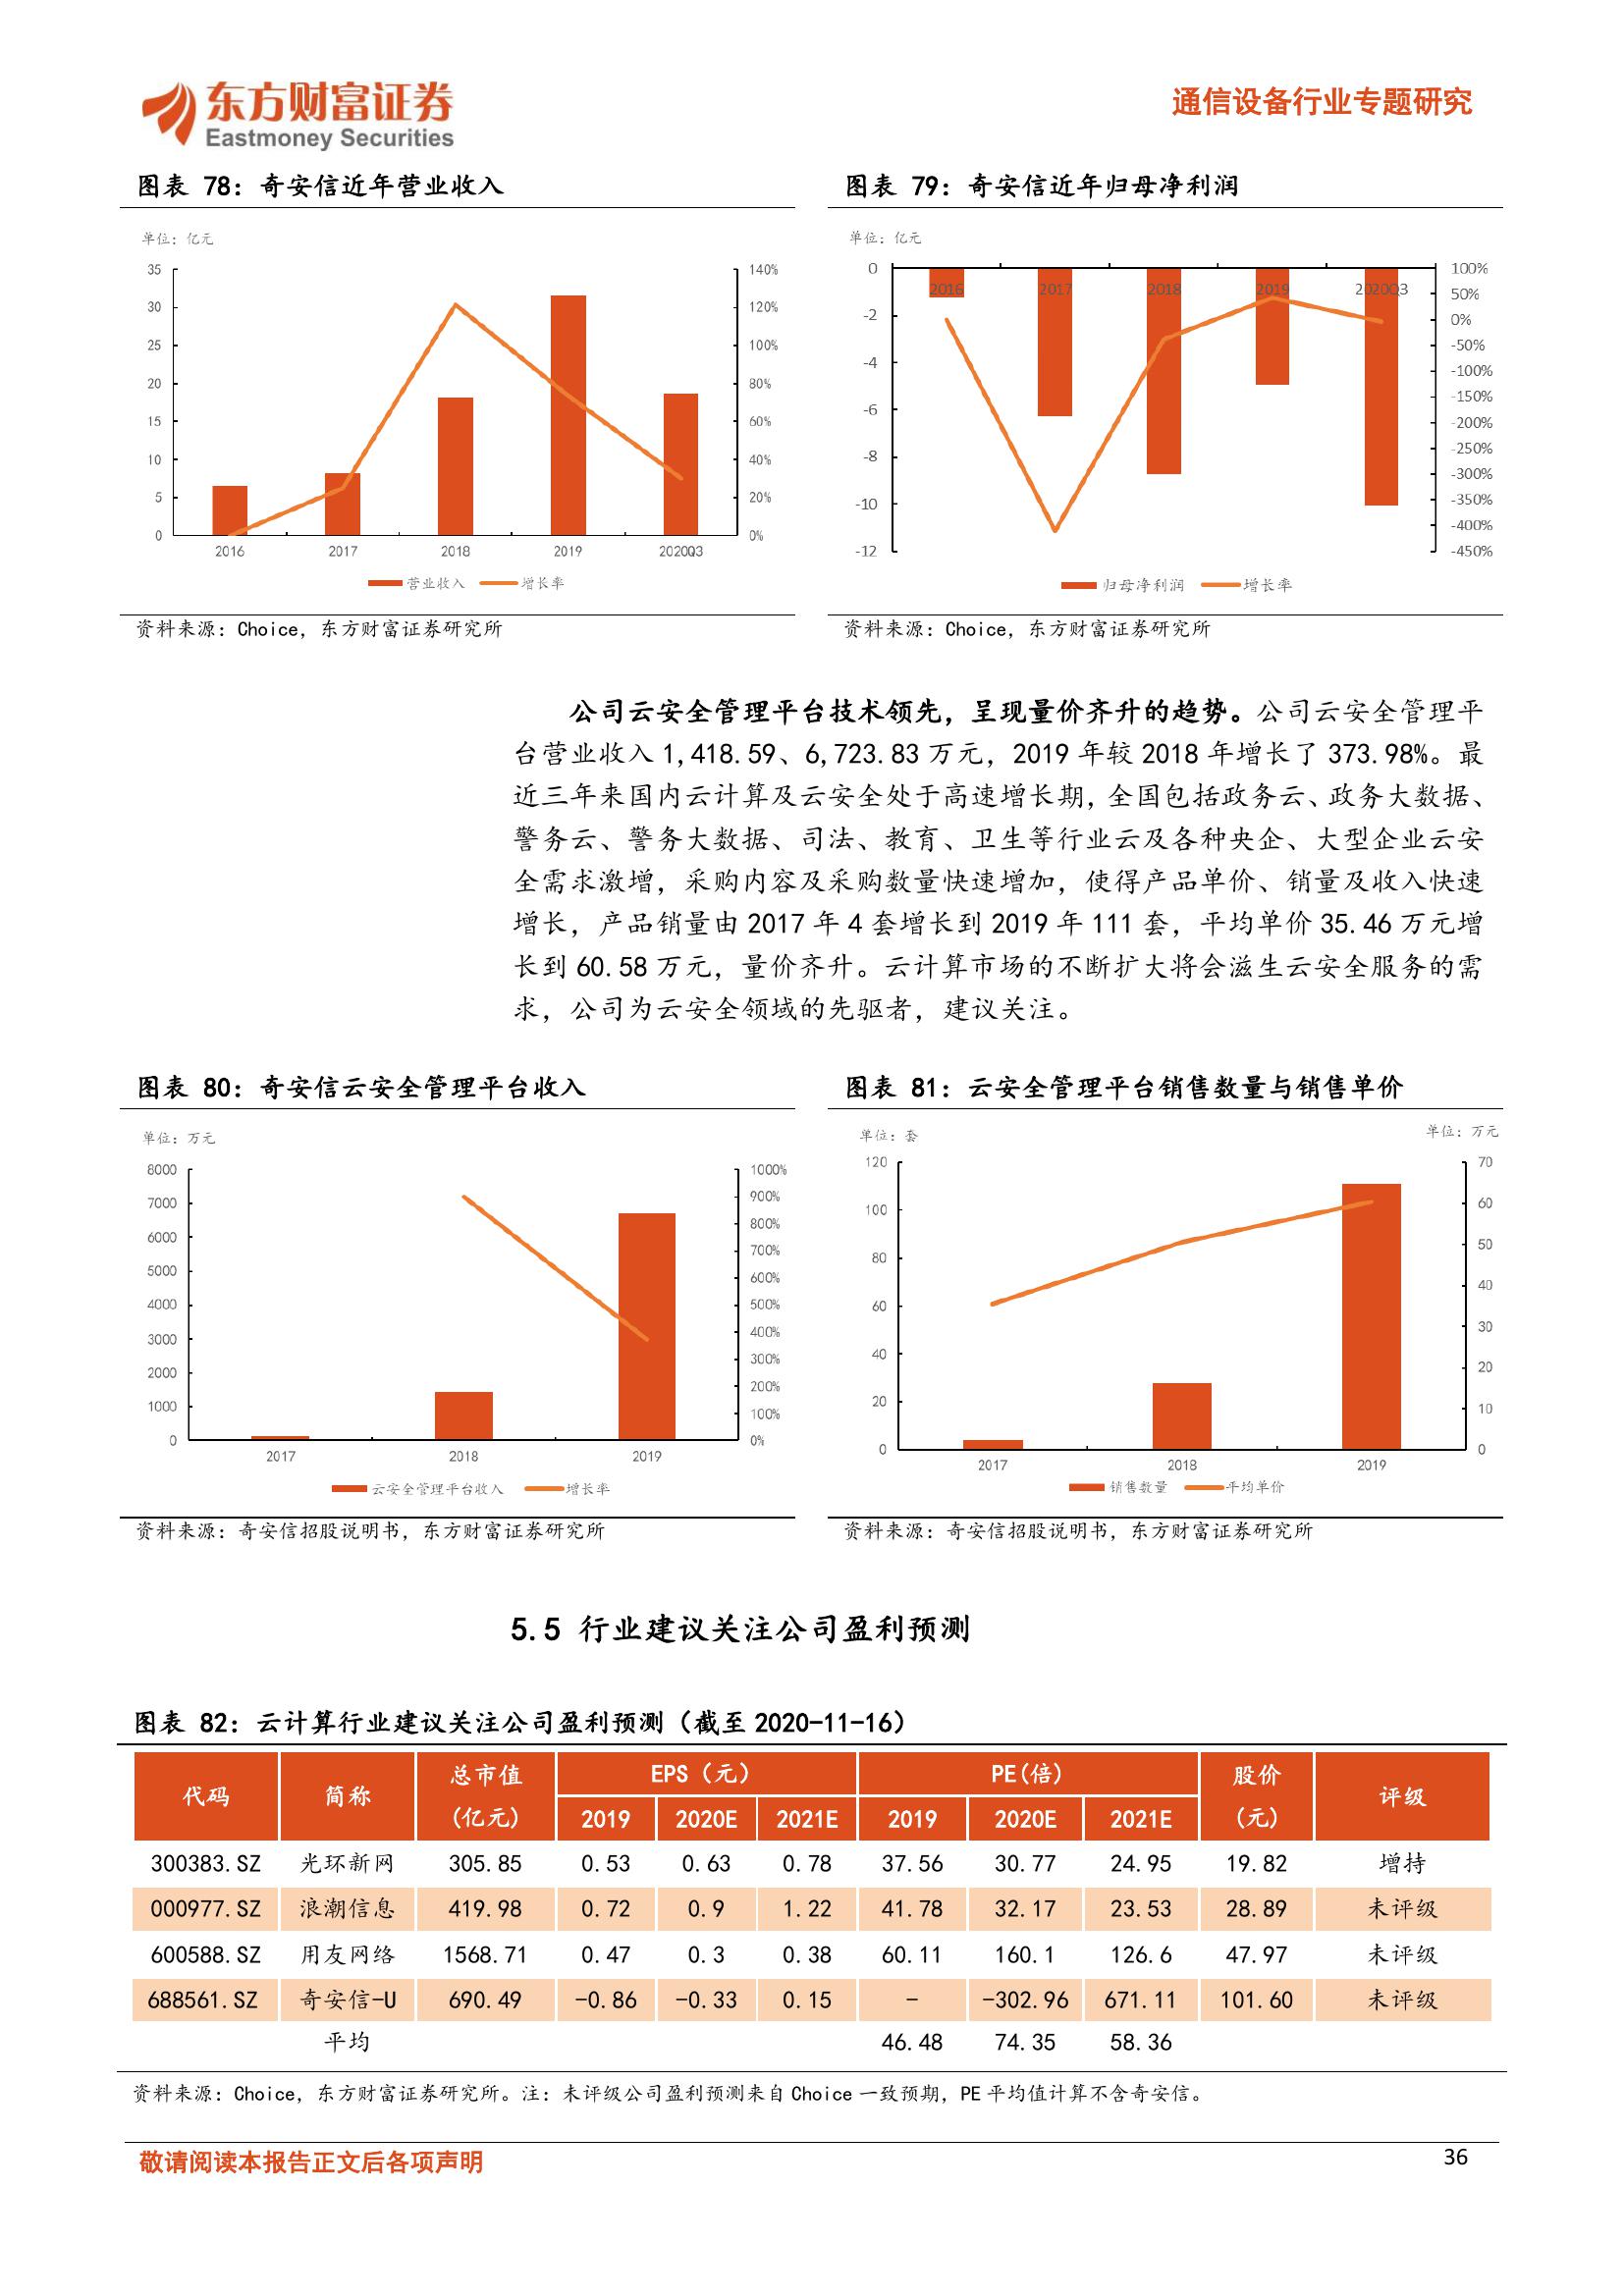 东方财富证券
Eastmoney Securities
通信设备行业专题研究
图表 78：奇安信近年营业收入
单位：亿元
35
30
25
20
15
10
5
0
140%
120%
100%
80%
60%
40%
20%
0%
2016 2017 2018 2019 2020Q3
营业收入 增长率
资料来源：Choice，东方财富证券研究所
图表 79：奇安信近年归母净利润
单位：亿元
0
-2
-4
-6
-8
-10
-12
2016 2017 2018 2019 2020Q3
100%
50%
0%
-50%
-100%
-150%
-200%
-250%
-300%
-350%
-400%
-450%
归母净利润 增长率
资料来源：Choice，东方财富证券研究所
公司云安全管理平台技术领先，呈现量价齐升的趋势。公司云安全管理平
台营业收入 1,418.59、6,723.83 万元，2019 年较 2018 年增长了 373.98%。最
近三年来国内云计算及云安全处于高速增长期，全国包括政务云、政务大数据、
警务云、警务大数据、司法、教育、卫生等行业云及各种央企、大型企业云安
全需求激增，采购内容及采购数量快速增加，使得产品单价、销量及收入快速
增长，产品销量由 2017 年 4 套增长到 2019 年 111 套，平均单价 35.46 万元增
长到 60.58 万元，量价齐升。云计算市场的不断扩大将会滋生云安全服务的需
求，公司为云安全领域的先驱者，建议关注。
图表 80：奇安信云安全管理平台收入
单位：万元
8000
7000
6000
5000
4000
3000
2000
1000
0
1000%
900%
800%
700%
600%
500%
400%
300%
200%
100%
0%
2017 2018 2019
云安全管理平台收入 增长率
资料来源：奇安信招股说明书，东方财富证券研究所
图表 81：云安全管理平台销售数量与销售单价
单位：套 单位：万元
120
100
80
60
40
20
0
70
60
50
40
30
20
10
0
2017 2018 2019
销售数量 平均单价
资料来源：奇安信招股说明书，东方财富证券研究所
5.5 行业建议关注公司盈利预测
图表 82：云计算行业建议关注公司盈利预测（截至 2020-11-16）
代码 简称 总市值（亿元） EPS（元） PE(倍) 股价（元） 评级
2019 2020E 2021E 2019 2020E 2021E
300383.SZ 光环新网 305.85 0.53 0.63 0.78 37.56 30.77 24.95 19.82 增持
000977.SZ 浪潮信息 419.98 0.72 0.9 1.22 41.78 32.17 23.53 28.89 未评级
600588.SZ 用友网络 1568.71 0.47 0.3 0.38 60.11 160.1 126.6 47.97 未评级
688561.SZ 奇安信-U 690.49 -0.86 -0.33 0.15 - -302.96 671.11 101.60 未评级
平均 46.48 74.35 58.36
资料来源：Choice，东方财富证券研究所。注：未评级公司盈利预测来自 Choice 一致预期，PE 平均值计算不含奇安信。
敬请阅读本报告正文后各项声明
36